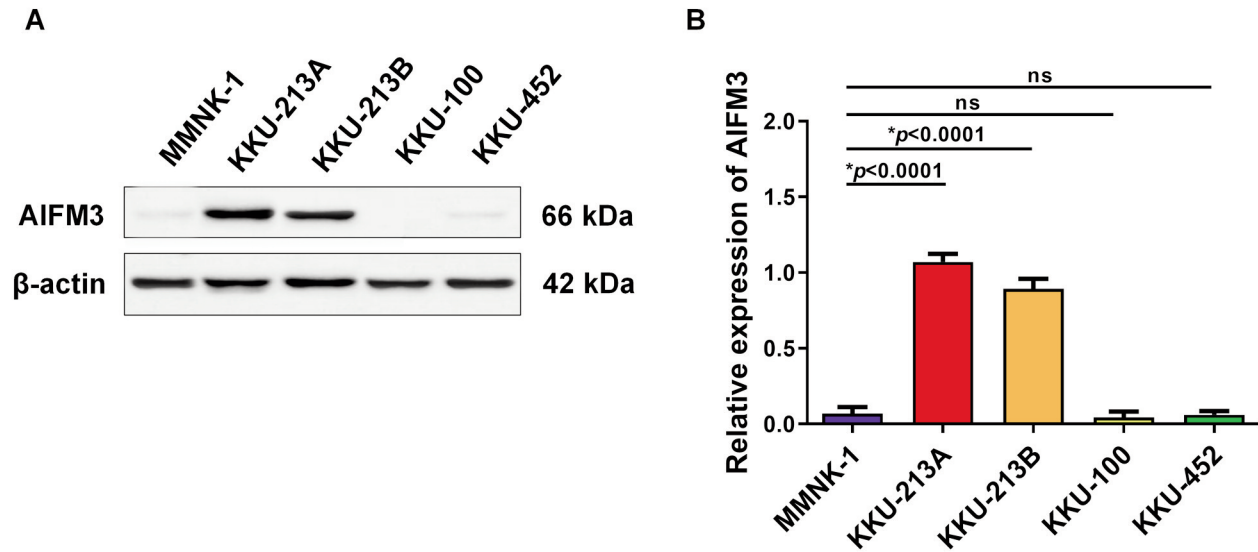 A
MMNK-1
KKU-213A
KKU-213B
KKU-100
KKU-452
AIFM3
66 kDa
β-actin
42 kDa
B
Relative expression of AIFM3
2.0
1.5
1.0
0.5
0.0
ns
ns
*p<0.0001
*p<0.0001
MMNK-1
KKU-213A
KKU-213B
KKU-100
KKU-452